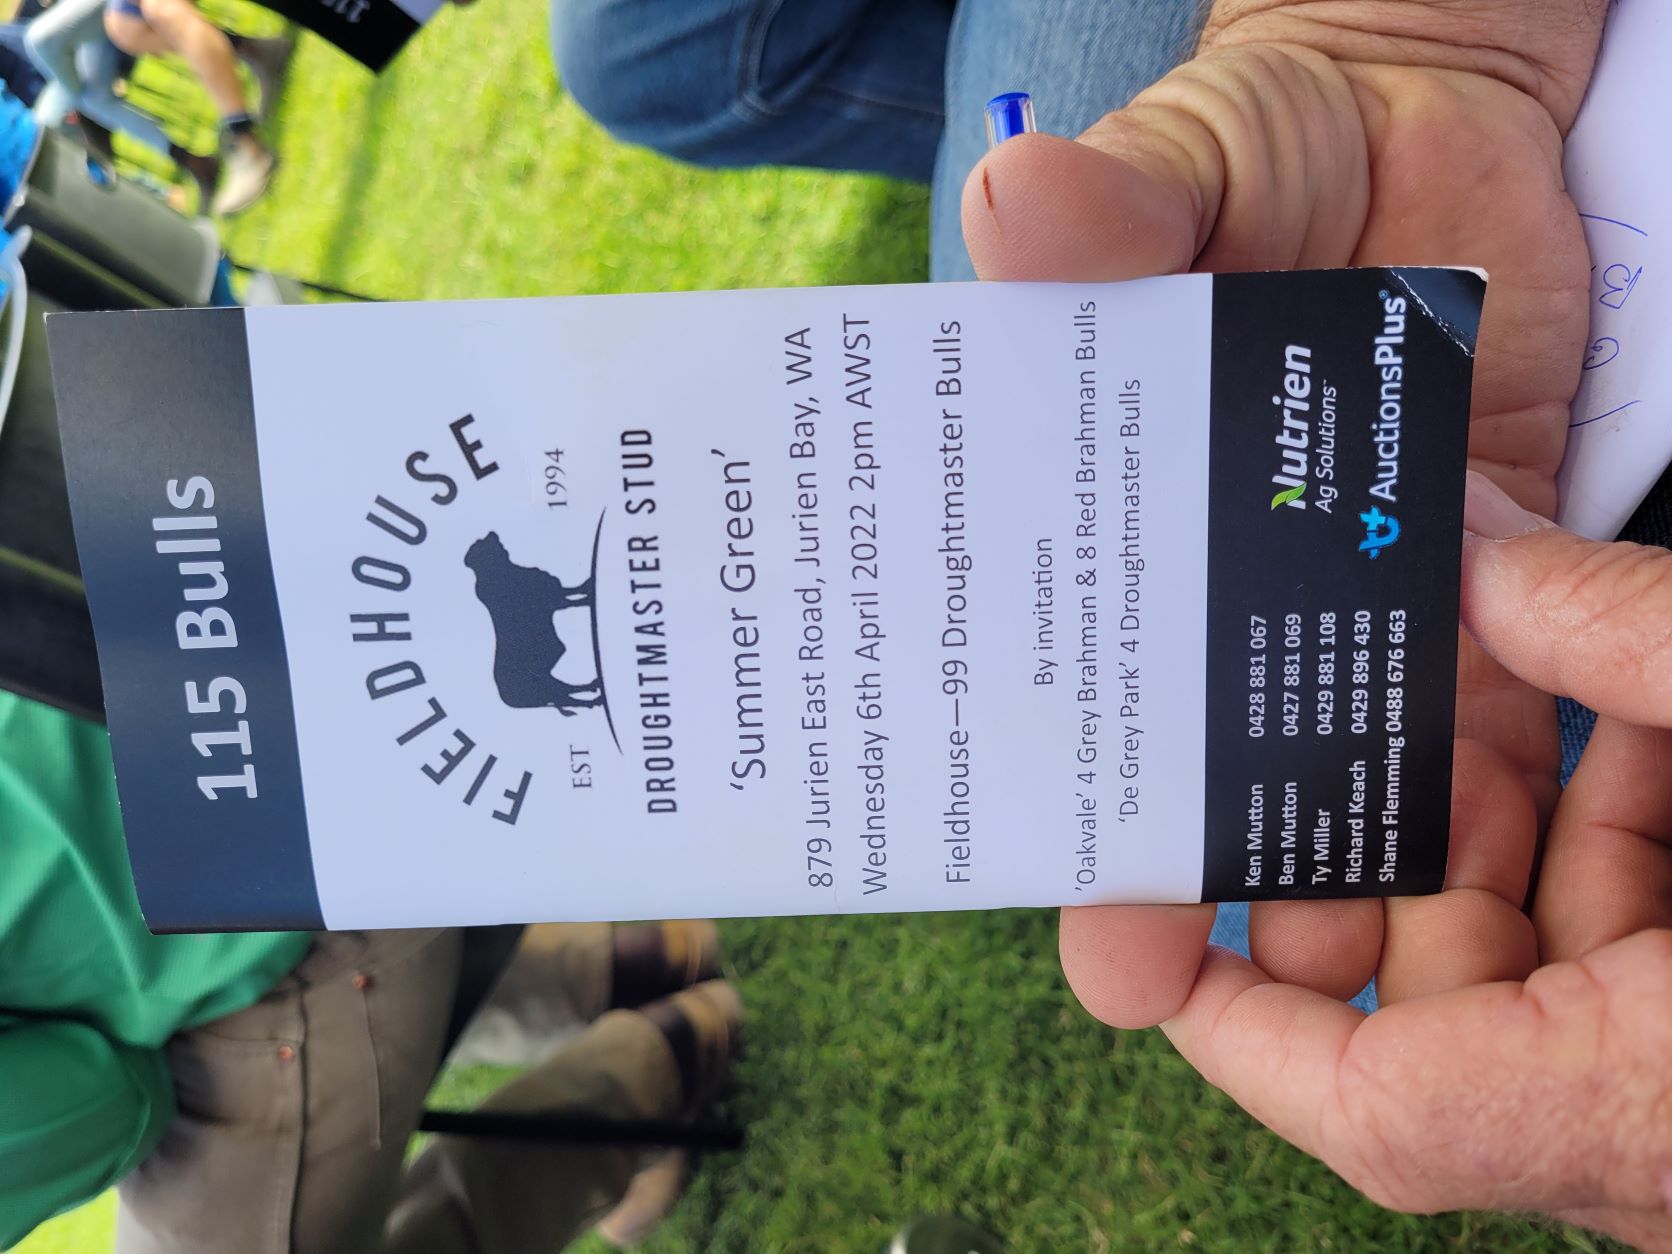 115 Bulls
FIELDHOUSE
EST 1994
DROUGHTMASTER STUD
‘Summer Green’
879 Jurien East Road, Jurien Bay, WA
Wednesday 6th April 2022 2pm AWST
Fieldhouse—99 Droughtmaster Bulls
By invitation
'Oakvale’ 4 Grey Brahman & 8 Red Brahman Bulls
‘De Grey Park’ 4 Droughtmaster Bulls
Ken Mutton 0428 881 067
Ben Mutton 0427 881 069
Ty Miller 0429 881 108
Richard Keach 0429 896 430
Shane Flemming 0488 676 663
Nutrien
Ag Solutions™
AuctionsPlus®